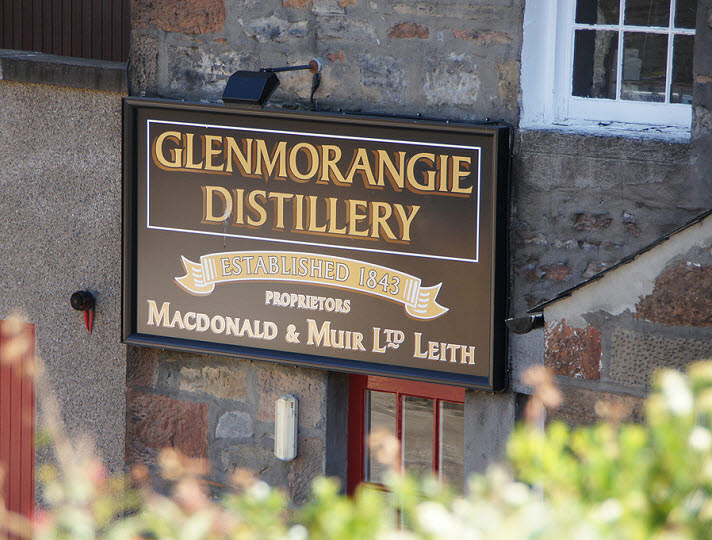 GLENMORANGIE
DISTILLERY
ESTABLISHED 1843
PROPRIETORS
MACDONALD & MUIR LTD LEITH